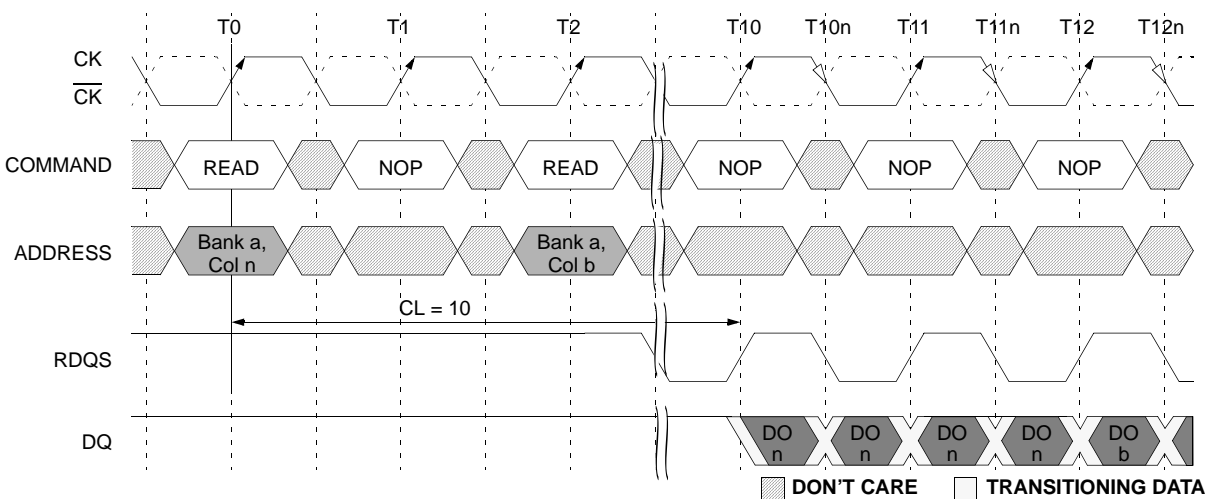 T0 T1 T2 T10 T10n T11 T11n T12 T12n
CK
CK
COMMAND READ NOP READ NOP NOP NOP
ADDRESS Bank a, Col n Bank a, Col b
CL = 10
RDQS
DQ DO n DO n DO n DO n DO b
DON'T CARE TRANSITIONING DATA